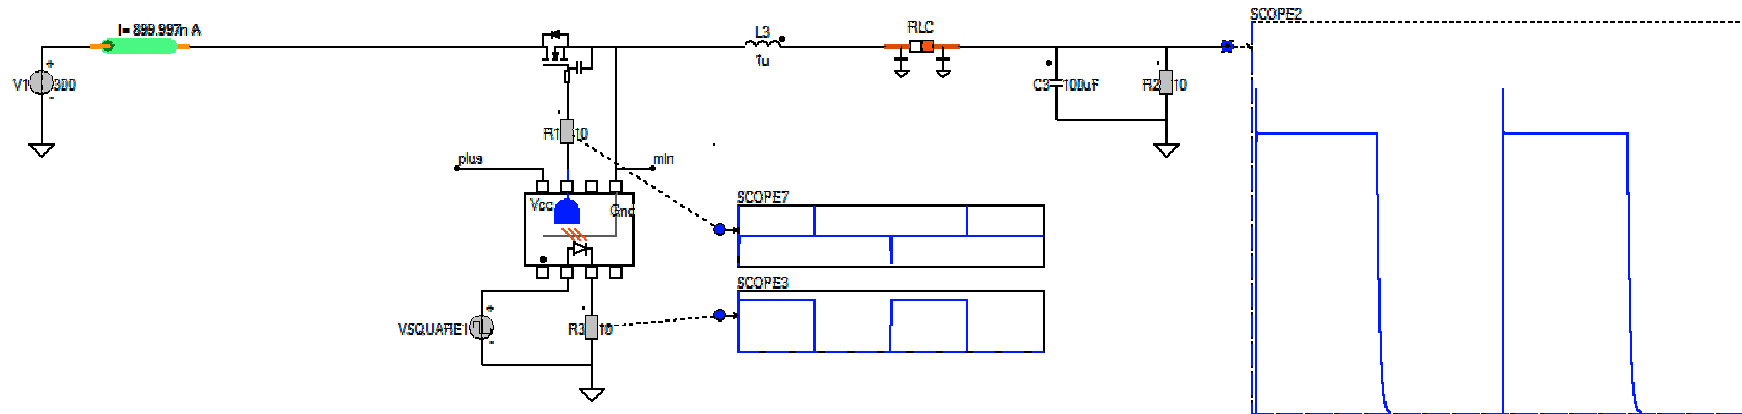 I= 899.997n A
V1
300
L3
1u
RLC
C3
100uF
R2
10
SCOPE2
R1
10
plus
min
Vcc
Gnd
SCOPE7
SCOPE3
VSQUARE1
R3
10